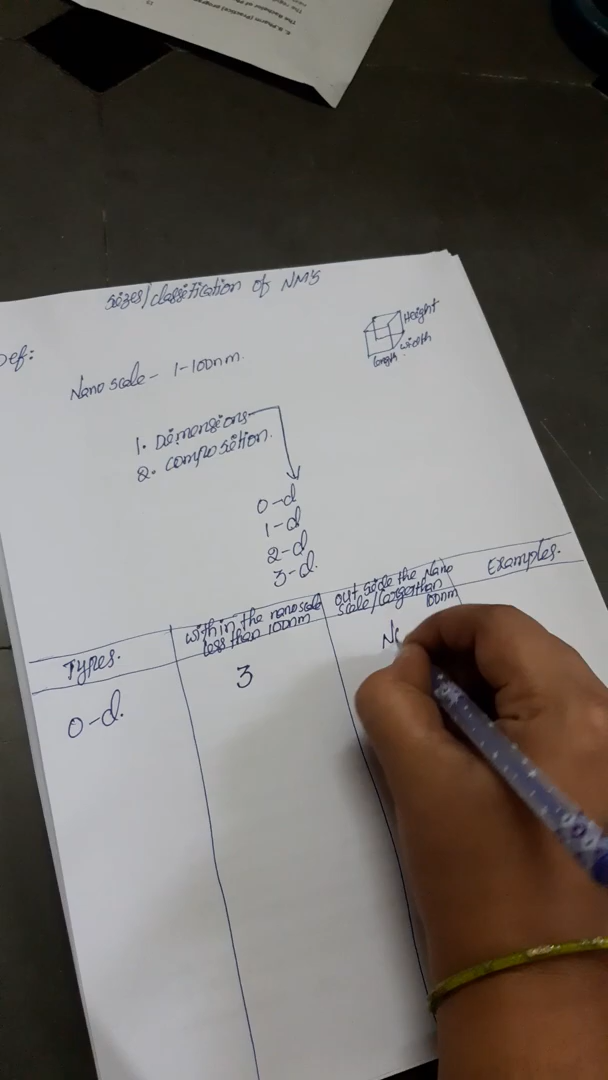 sizes/classification of NM's
Def:
Height
width
length
Nano scale - 1-100nm.
1. Dimensions
2. composition.
0-d
1-d
2-d
3-d.
Types.
within the nanoscale
less than 100nm
out side the Nano
scale/larger than
100nm
Examples.
0-d.
3